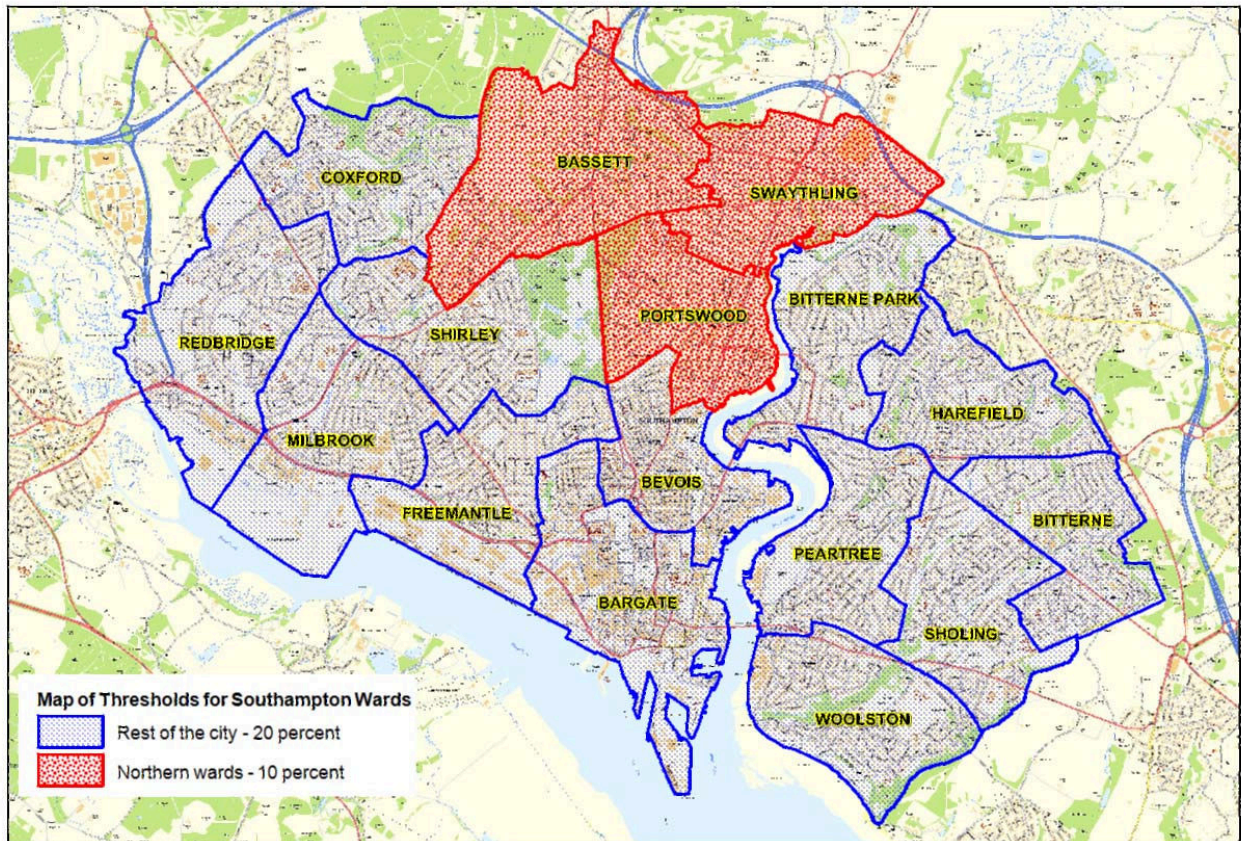 BASSETT
COXFORD
SWAYTHLING
BITTERNE PARK
PORTSWOOD
SHIRLEY
REDBRIDGE
HAREFIELD
SOUTHAMPTON
MILBROOK
BEVOIS
FREEMANTLE
BITTERNE
PEARTREE
BARGATE
SHOLING
WOOLSTON
Map of Thresholds for Southampton Wards
Rest of the city - 20 percent
Northern wards - 10 percent